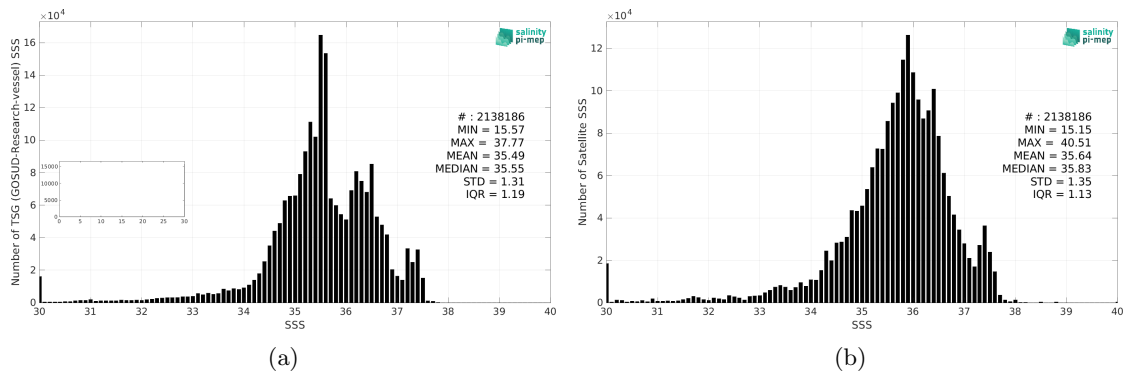 ×10⁴
16
14
12
10
8
6
4
2
0
Number of TSG (GOSUD-Research-vessel) SSS
salinity
pi-mep
# : 2138186
MIN = 15.57
MAX = 37.77
MEAN = 35.49
MEDIAN = 35.55
STD = 1.31
IQR = 1.19
15000
10000
5000
0
0 5 10 15 20 25 30
30 31 32 33 34 35 36 37 38 39 40
SSS
(a)
×10⁴
12
10
8
6
4
2
0
Number of Satellite SSS
salinity
pi-mep
# : 2138186
MIN = 15.15
MAX = 40.51
MEAN = 35.64
MEDIAN = 35.83
STD = 1.35
IQR = 1.13
30 31 32 33 34 35 36 37 38 39 40
SSS
(b)